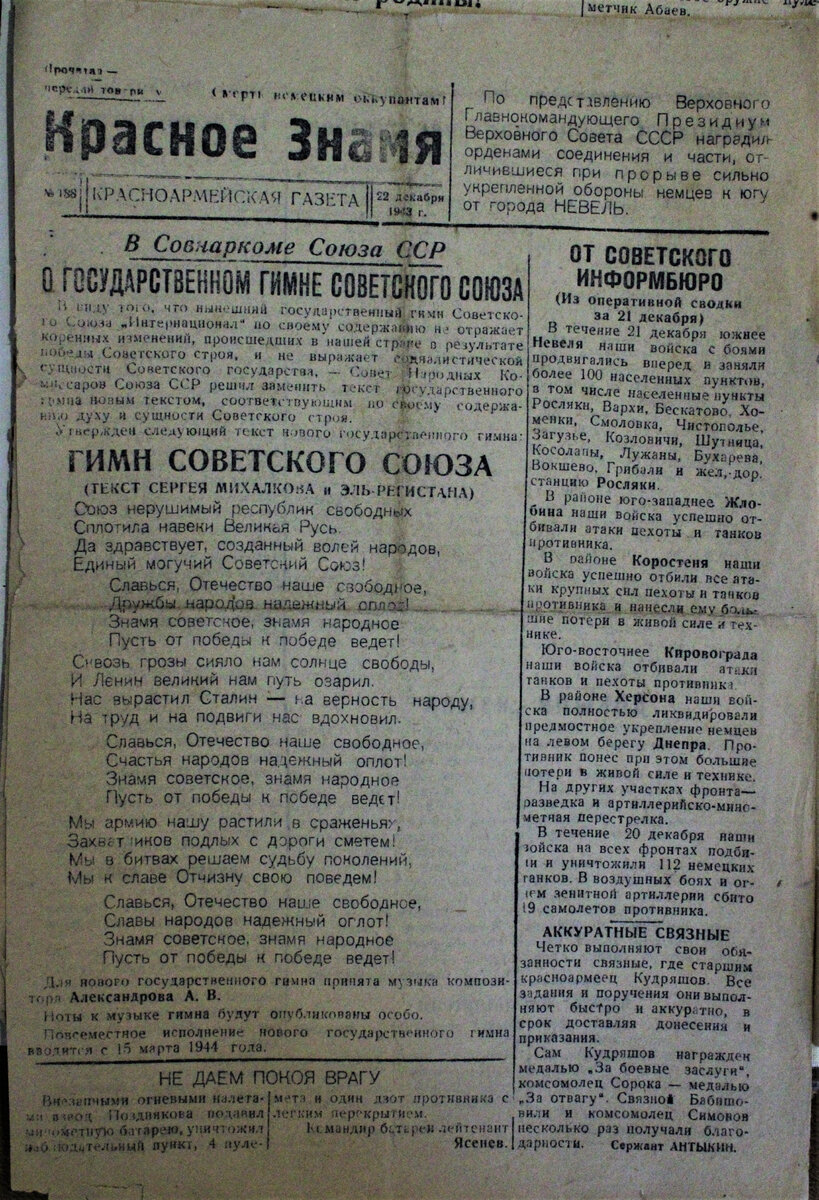 родины!
метчик Абаев.
Прочитал —
передай товарищу
Смерть немецким оккупантам!
Красное Знамя
№ 188
КРАСНОАРМЕЙСКАЯ ГАЗЕТА
22 декабря
1943 г.
По представлению Верховного
Главнокомандующего Президиум
Верховного Совета СССР наградил
орденами соединения и части, от-
личившиеся при прорыве сильно
укрепленной обороны немцев к югу
от города НЕВЕЛЬ.
В Совнаркоме Союза ССР
О ГОСУДАРСТВЕННОМ ГИМНЕ СОВЕТСКОГО СОЮЗА
В виду того, что нынешний государственный гимн Советско-
го Союза „Интернационал" по своему содержанию не отражает
коренных изменений, происшедших в нашей стране в результате
победы Советского строя, и не выражает социалистической
сущности Советского государства, — Совет Народных Ко-
миссаров Союза ССР решил заменить текст государственного
гимна новым текстом, соответствующим по своему содержа-
нию духу и сущности Советского строя.
Утвержден следующий текст нового государственного гимна:
ГИМН СОВЕТСКОГО СОЮЗА
(ТЕКСТ СЕРГЕЯ МИХАЛКОВА и ЭЛЬ-РЕГИСТАНА)
Союз нерушимый республик свободных
Сплотила навеки Великая Русь.
Да здравствует, созданный волей народов,
Единый могучий Советский Союз!
Славься, Отечество наше свободное,
Дружбы народов надежный оплот!
Знамя советское, знамя народное
Пусть от победы к победе ведет!
Сквозь грозы сияло нам солнце свободы,
И Ленин великий нам путь озарил.
Нас вырастил Сталин — на верность народу,
На труд и на подвиги нас вдохновил.
Славься, Отечество наше свободное,
Счастья народов надежный оплот!
Знамя советское, знамя народное
Пусть от победы к победе ведет!
Мы армию нашу растили в сраженьях,
Захватчиков подлых с дороги сметем!
Мы в битвах решаем судьбу поколений,
Мы к славе Отчизну свою поведем!
Славься, Отечество наше свободное,
Славы народов надежный оплот!
Знамя советское, знамя народное
Пусть от победы к победе ведет!
Для нового государственного гимна принята музыка компози-
тора Александрова А. В.
Ноты к музыке гимна будут опубликованы особо.
Повсеместное исполнение нового государственного гимна
вводится с 15 марта 1944 года.
НЕ ДАЕМ ПОКОЯ ВРАГУ
Внезапными огневыми налета-
ми взвод Позднякова подавил
минометную батарею, уничтожил
наблюдательный пункт, 4 пуле-
мета и один дзот противника с
легким перекрытием.
Командир батареи лейтенант
Ясенев.
ОТ СОВЕТСКОГО
ИНФОРМБЮРО
(Из оперативной сводки
за 21 декабря)
В течение 21 декабря южнее
Невеля наши войска с боями
продвигались вперед и заняли
более 100 населенных пунктов,
в том числе населенные пункты
Росляки, Вархи, Бескатово, Хо-
менки, Смоловка, Чистополье,
Загузье, Козловичи, Шутница,
Косолапы, Лужаны, Бухарева,
Вокшево, Грибали и жел,-дор.
станцию Росляки.
В районе юго-западнее Жло-
бина наши войска успешно от-
бивали атаки пехоты и танков
противника.
В районе Коростеня наши
войска успешно отбили все ата-
ки крупных сил пехоты и танков
противника и нанесли ему боль-
шие потери в живой силе и тех-
нике.
Юго-восточнее Кировограда
наши войска отбивали атаки
танков и пехоты противника.
В районе Херсона наши вой-
ска полностью ликвидировали
предмостное укрепление немцев
на левом берегу Днепра. Про-
тивник понес при этом большие
потери в живой силе и технике.
На других участках фронта—
разведка и артиллерийско-мино-
метная перестрелка.
В течение 20 декабря наши
войска на всех фронтах подби-
ли и уничтожили 112 немецких
танков. В воздушных боях и ог-
нем зенитной артиллерии сбито
19 самолетов противника.
АККУРАТНЫЕ СВЯЗНЫЕ
Четко выполняют свои обя-
занности связные, где старшим
красноармеец Кудряшов. Все
задания и поручения они выпол-
няют быстро и аккуратно, в
срок доставляя донесения и
приказания.
Сам Кудряшов награжден
медалью „За боевые заслуги",
комсомолец Сорока — медалью
„За отвагу". Связной Бабишо-
вили и комсомолец Симонов
несколько раз получали благо-
дарности. Сержант АНТЫКИН.